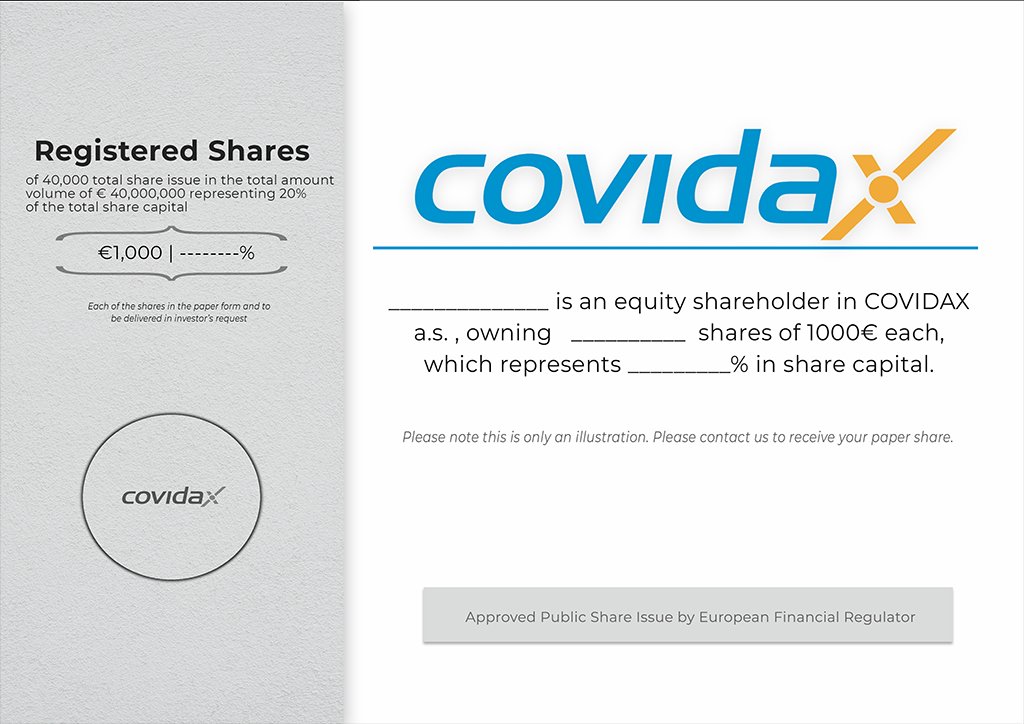 Registered Shares
of 40,000 total share issue in the total amount
volume of € 40,000,000 representing 20%
of the total share capital
€1,000 | --------%
Each of the shares in the paper form and to
be delivered in investor's request
covidax
covidax
______________ is an equity shareholder in COVIDAX
a.s. , owning __________ shares of 1000€ each,
which represents _________% in share capital.
Please note this is only an illustration. Please contact us to receive your paper share.
Approved Public Share Issue by European Financial Regulator